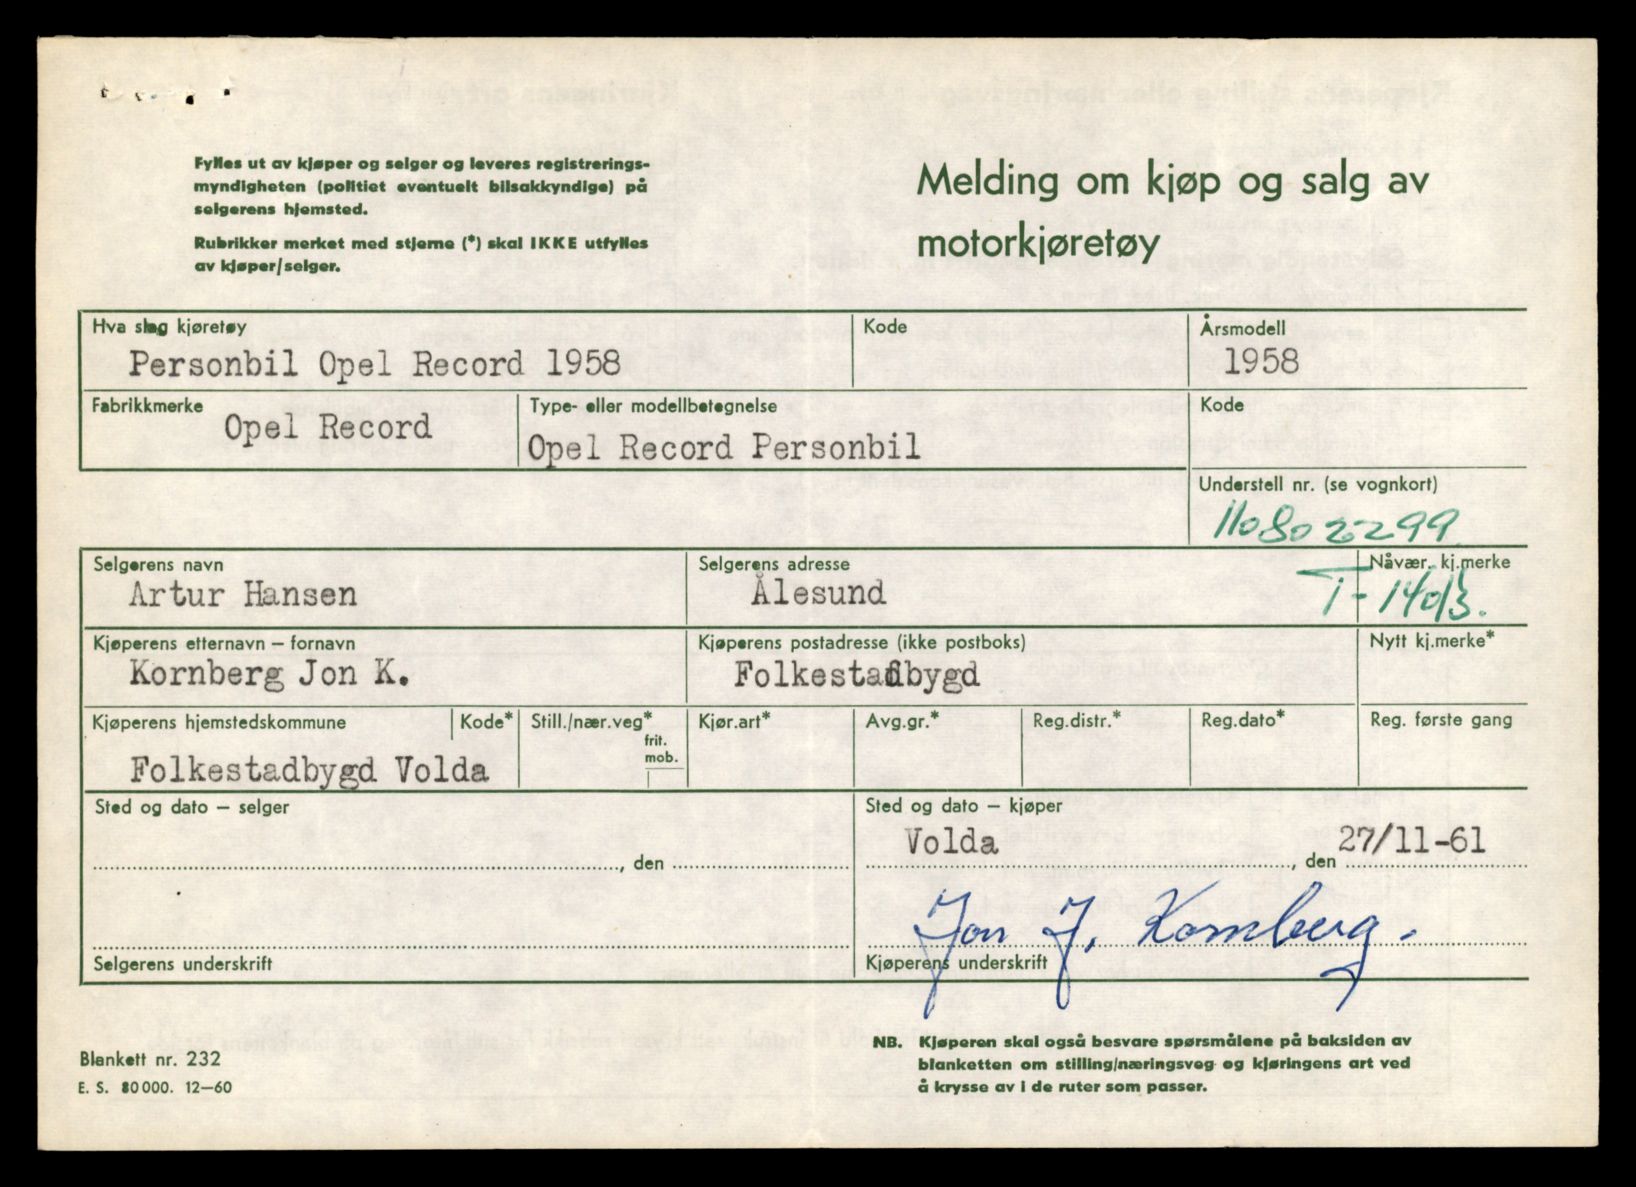 Fylles ut av kjøper og selger og leveres registrerings-
myndigheten (politiet eventuelt bilsakkyndige) på
selgerens hjemsted.
Rubrikker merket med stjerne (*) skal IKKE utfylles
av kjøper/selger.
Melding om kjøp og salg av
motorkjøretøy
Hva slag kjøretøy
Kode
Årsmodell
Personbil Opel Record 1958
1958
Fabrikkmerke
Type- eller modellbetegnelse
Kode
Opel Record
Opel Record Personbil
Understell nr. (se vognkort)
110802299
Selgerens navn
Selgerens adresse
Nåvær. kj.merke
Artur Hansen
Ålesund
T-14013.
Kjøperens etternavn – fornavn
Kjøperens postadresse (ikke postboks)
Nytt kj.merke*
Kornberg Jon K.
Folkestadbygd
Kjøperens hjemstedskommune
Kode*
Still./nær.veg*
Kjør.art*
Avg.gr.*
Reg.distr.*
Reg.dato*
Reg. første gang
frit.
mob.
Folkestadbygd Volda
Sted og dato – selger
Sted og dato – kjøper
Volda
27/11-61
, den
, den
Jon J. Kornberg.
Selgerens underskrift
Kjøperens underskrift
Blankett nr. 232
E. S. 80000. 12–60
NB. Kjøperen skal også besvare spørsmålene på baksiden av
blanketten om stilling/næringsveg og kjøringens art ved
å krysse av i de ruter som passer.